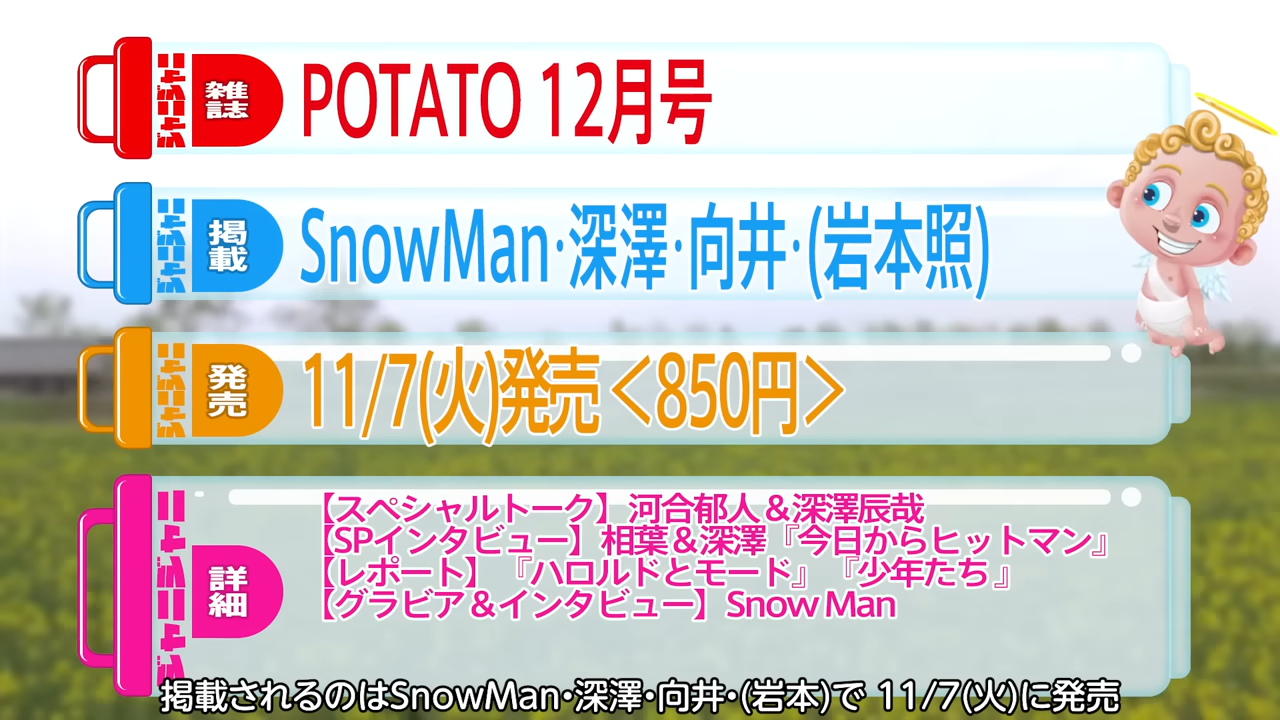 雑誌
POTATO 12月号
掲載
SnowMan・深澤・向井・(岩本照)
発売
11/7(火)発売＜850円＞
詳細
【スペシャルトーク】河合郁人＆深澤辰哉
【SPインタビュー】相葉＆深澤『今日からヒットマン』
【レポート】『ハロルドとモード』『少年たち』
【グラビア＆インタビュー】Snow Man
掲載されるのはSnowMan・深澤・向井・(岩本)で 11/7(火)に発売